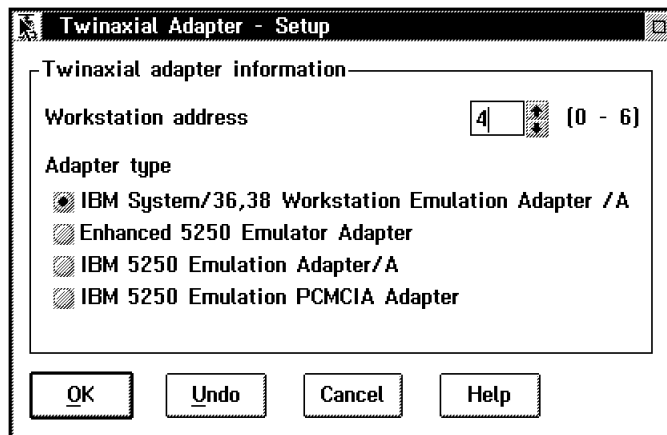 Twinaxial Adapter - Setup
Twinaxial adapter information
Workstation address 4 (0 - 6)
Adapter type
IBM System/36,38 Workstation Emulation Adapter /A
Enhanced 5250 Emulator Adapter
IBM 5250 Emulation Adapter/A
IBM 5250 Emulation PCMCIA Adapter
OK Undo Cancel Help